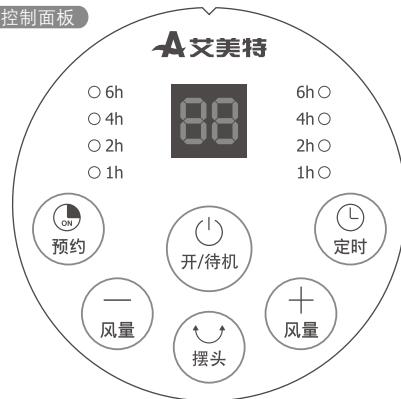 控制面板
艾美特
6h 6h
88
4h 4h
2h 2h
1h 1h
ON
预约
开/待机
定时
风量
风量
摆头